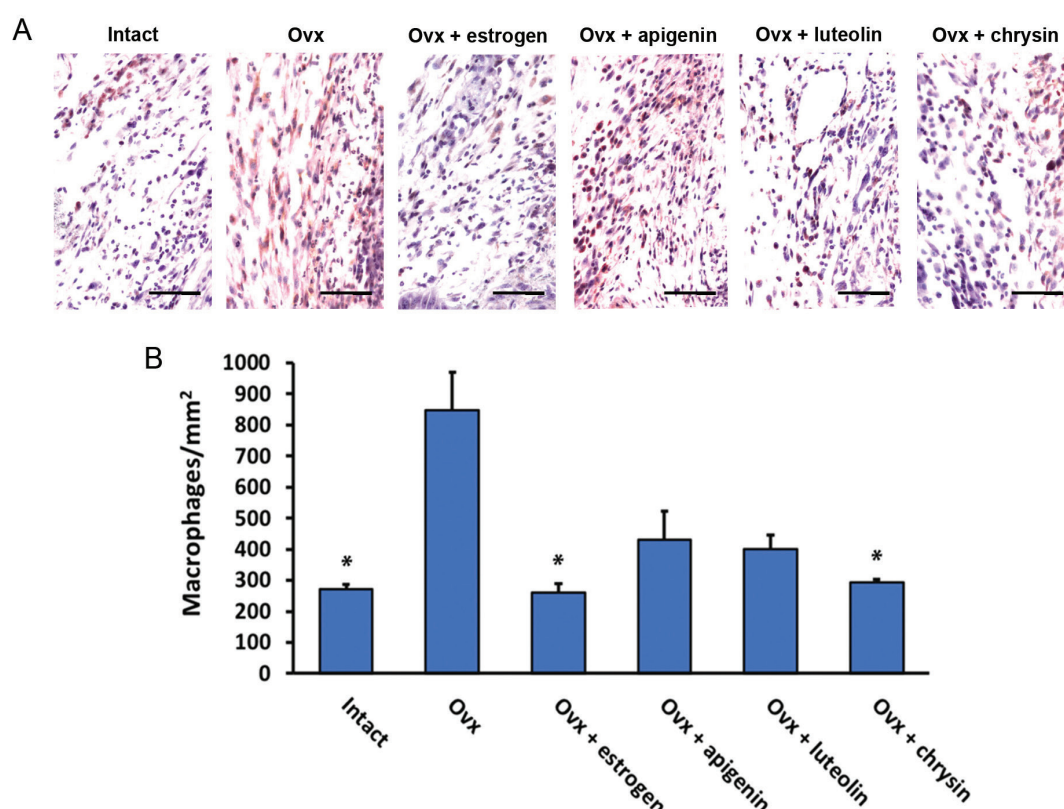 A
Intact
Ovx
Ovx + estrogen
Ovx + apigenin
Ovx + luteolin
Ovx + chrysin
B
Macrophages/mm²
1000
900
800
700
600
500
400
300
200
100
0
*
*
*
Intact
Ovx
Ovx + estrogen
Ovx + apigenin
Ovx + luteolin
Ovx + chrysin